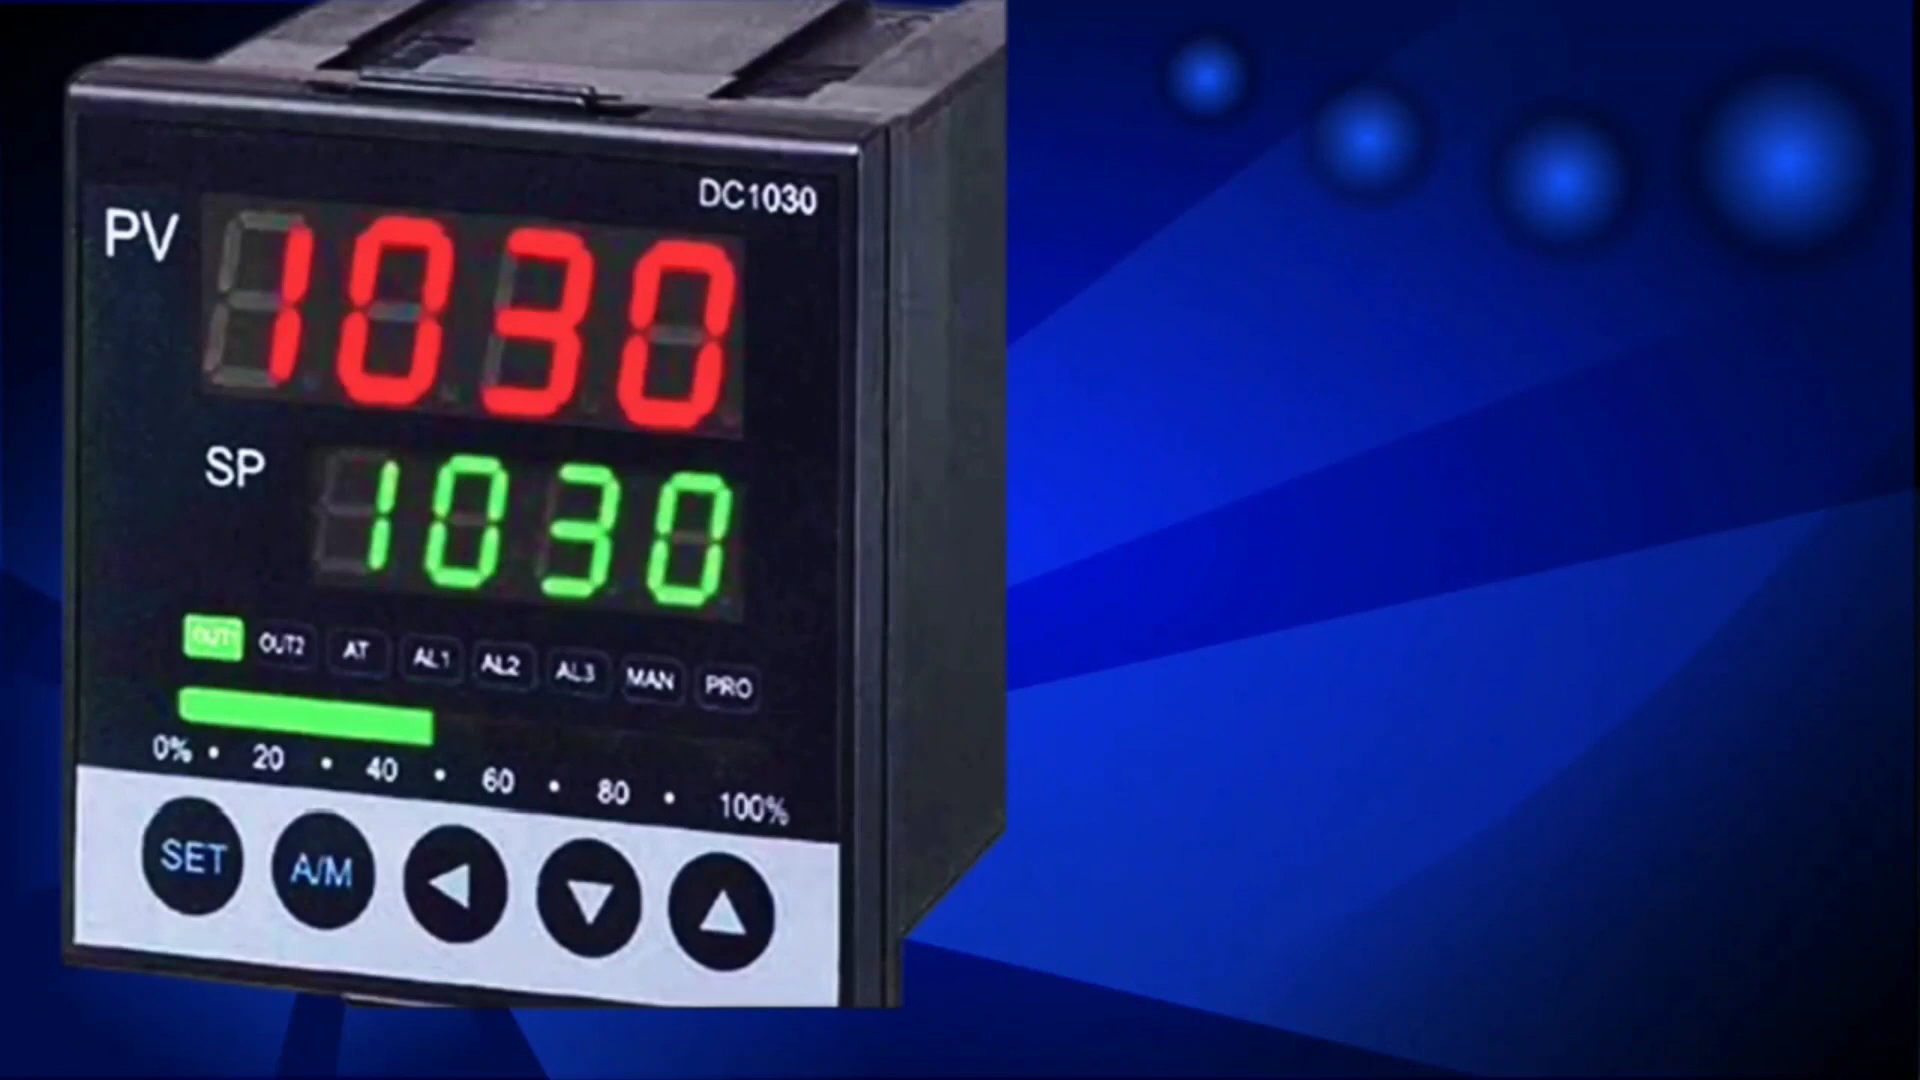 DC1030
PV 1030
SP 1030
OUT1 OUT2 AT AL1 AL2 AL3 MAN PRO
0% • 20 • 40 • 60 • 80 • 100%
SET A/M